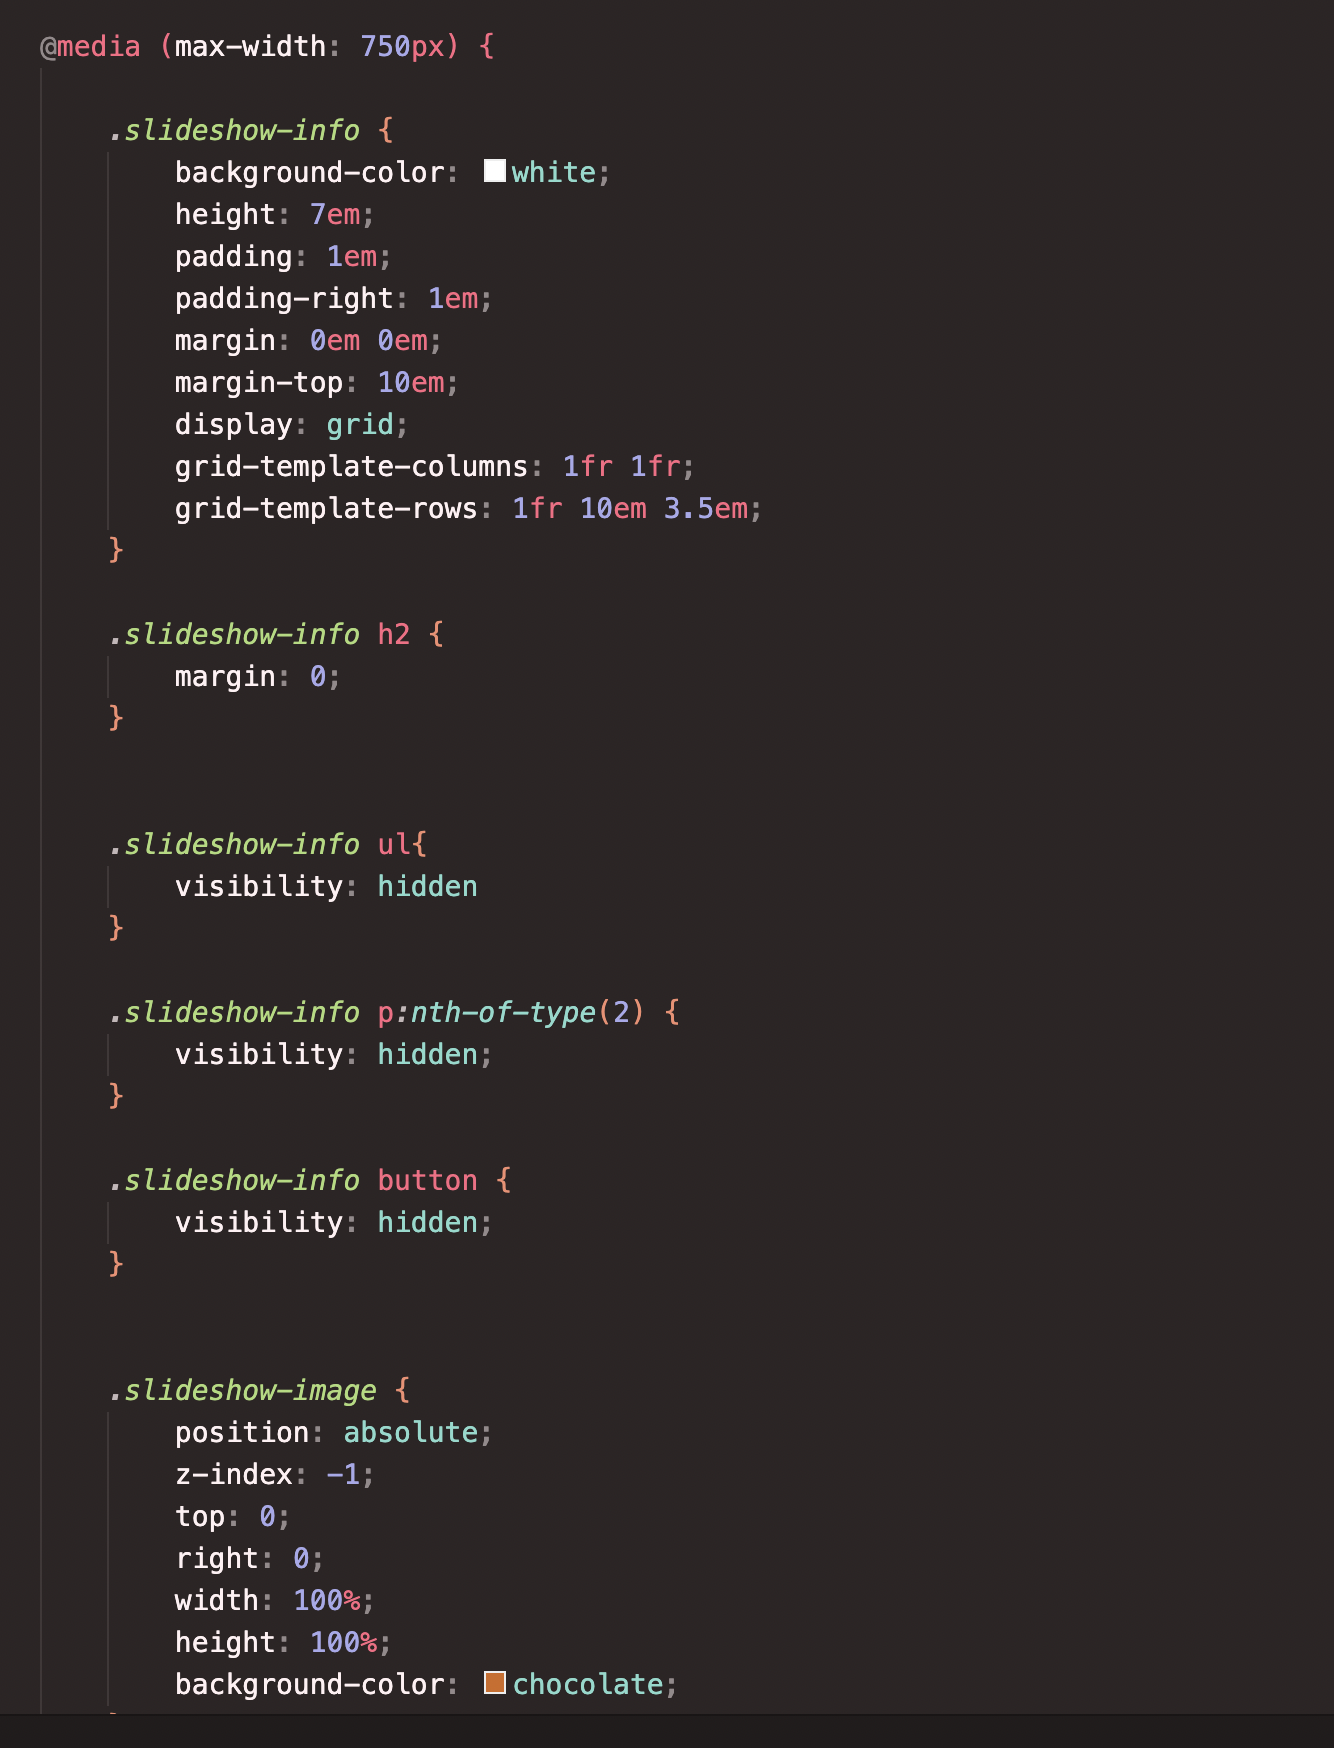 @media (max-width: 750px) {
.slideshow-info {
background-color: white;
height: 7em;
padding: 1em;
padding-right: 1em;
margin: 0em 0em;
margin-top: 10em;
display: grid;
grid-template-columns: 1fr 1fr;
grid-template-rows: 1fr 10em 3.5em;
}
.slideshow-info h2 {
margin: 0;
}
.slideshow-info ul{
visibility: hidden
}
.slideshow-info p:nth-of-type(2) {
visibility: hidden;
}
.slideshow-info button {
visibility: hidden;
}
.slideshow-image {
position: absolute;
z-index: -1;
top: 0;
right: 0;
width: 100%;
height: 100%;
background-color: chocolate;